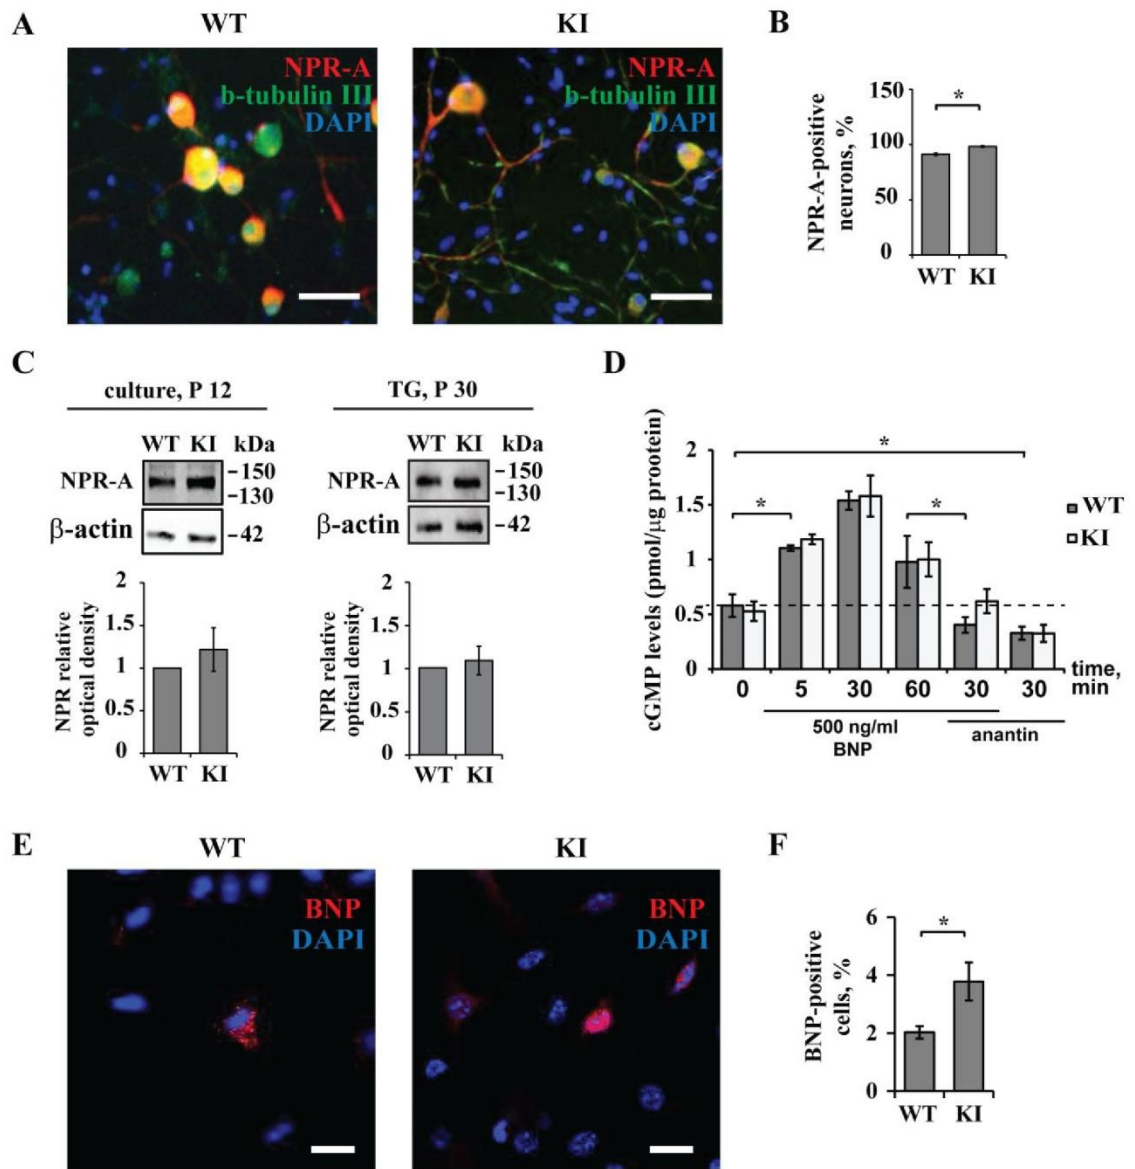 A
WT
KI
NPR-A
b-tubulin III
DAPI
NPR-A
b-tubulin III
DAPI
B
NPR-A-positive
neurons, %
150
100
50
0
*
WT KI
C
culture, P 12
WT KI kDa
NPR-A
-150
-130
β-actin
-42
NPR relative
optical density
2
1.5
1
0.5
0
WT KI
TG, P 30
WT KI kDa
NPR-A
-150
-130
β-actin
-42
NPR relative
optical density
2
1.5
1
0.5
0
WT KI
D
cGMP levels (pmol/µg prootein)
2
1.5
1
0.5
0
*
*
*
WT
KI
0 5 30 60 30 30
time,
min
500 ng/ml
BNP
anantin
E
WT
KI
BNP
DAPI
BNP
DAPI
F
BNP-positive
cells, %
6
4
2
0
*
WT KI